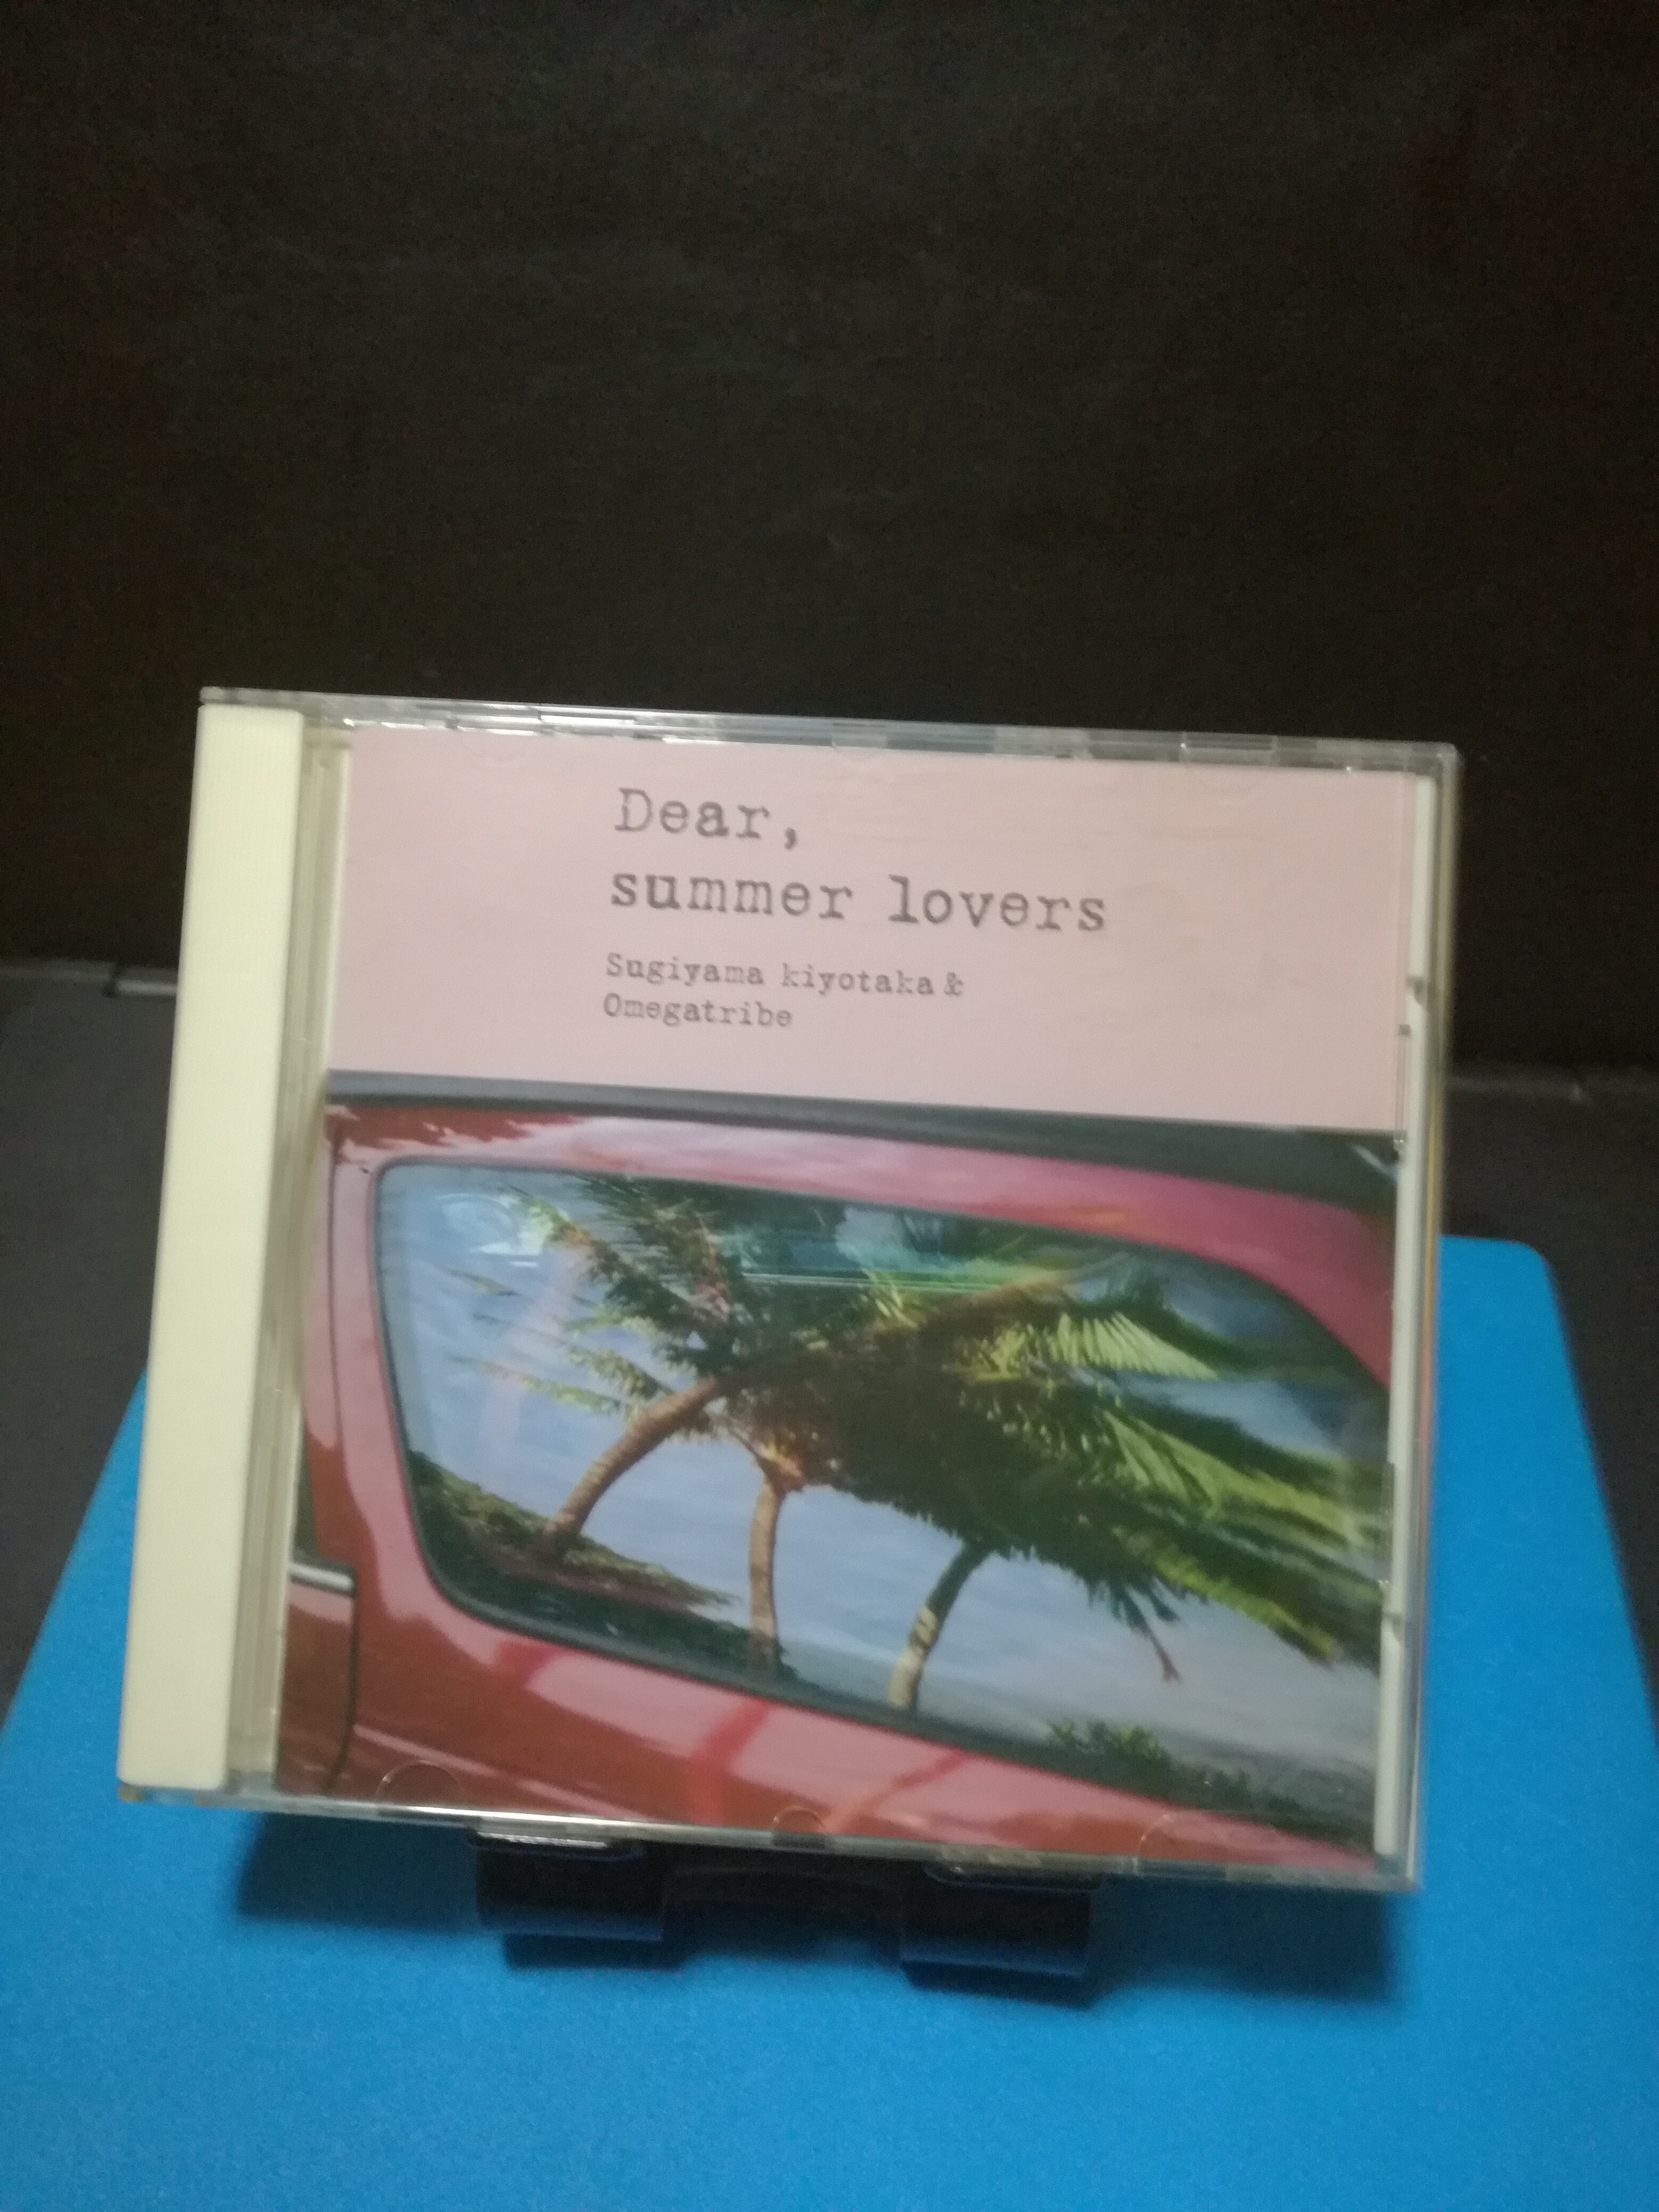 Dear,
summer lovers
Sugiyama kiyotaka &
Omegatribe